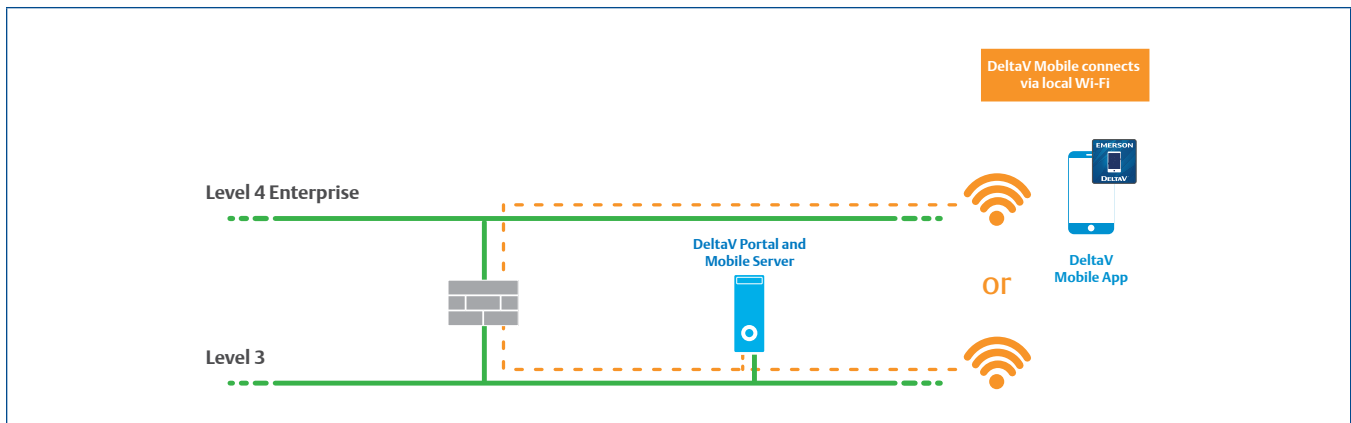 DeltaV Mobile connects
via local Wi-Fi
EMERSON
DELTAV
Level 4 Enterprise
DeltaV Portal and
Mobile Server
DeltaV
Mobile App
or
Level 3